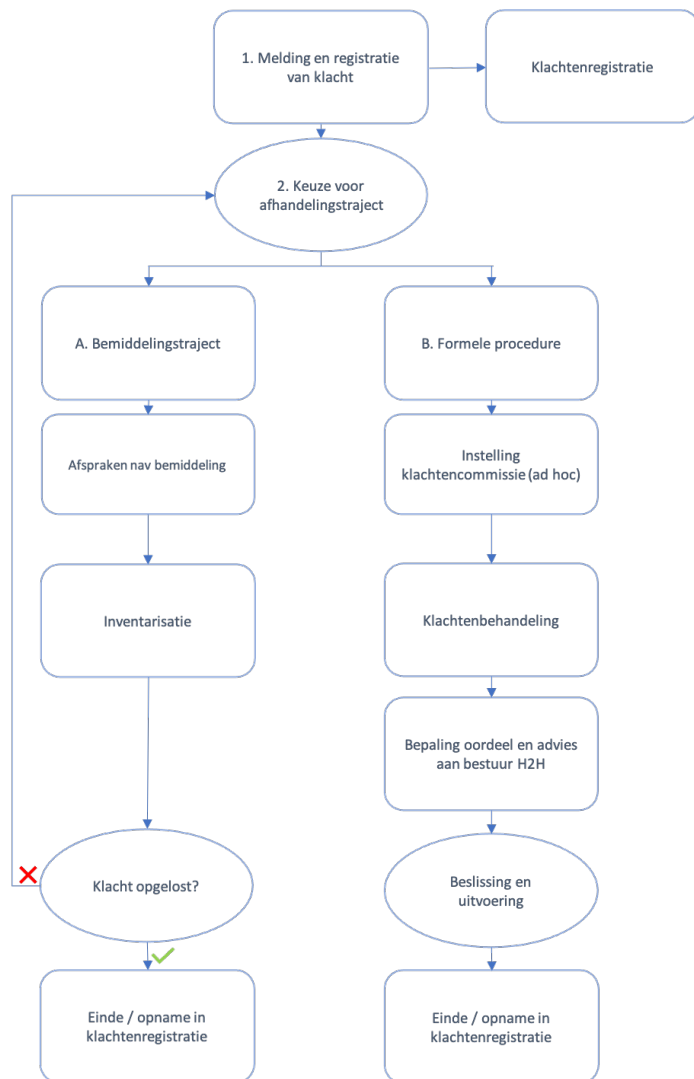 1. Melding en registratie
van klacht
Klachtenregistratie
2. Keuze voor
afhandelingstraject
A. Bemiddelingstraject
B. Formele procedure
Afspraken nav bemiddeling
Instelling
klachtencommissie (ad hoc)
Inventarisatie
Klachtenbehandeling
Bepaling oordeel en advies
aan bestuur H2H
Klacht opgelost?
Beslissing en
uitvoering
Einde / opname in
klachtenregistratie
Einde / opname in
klachtenregistratie